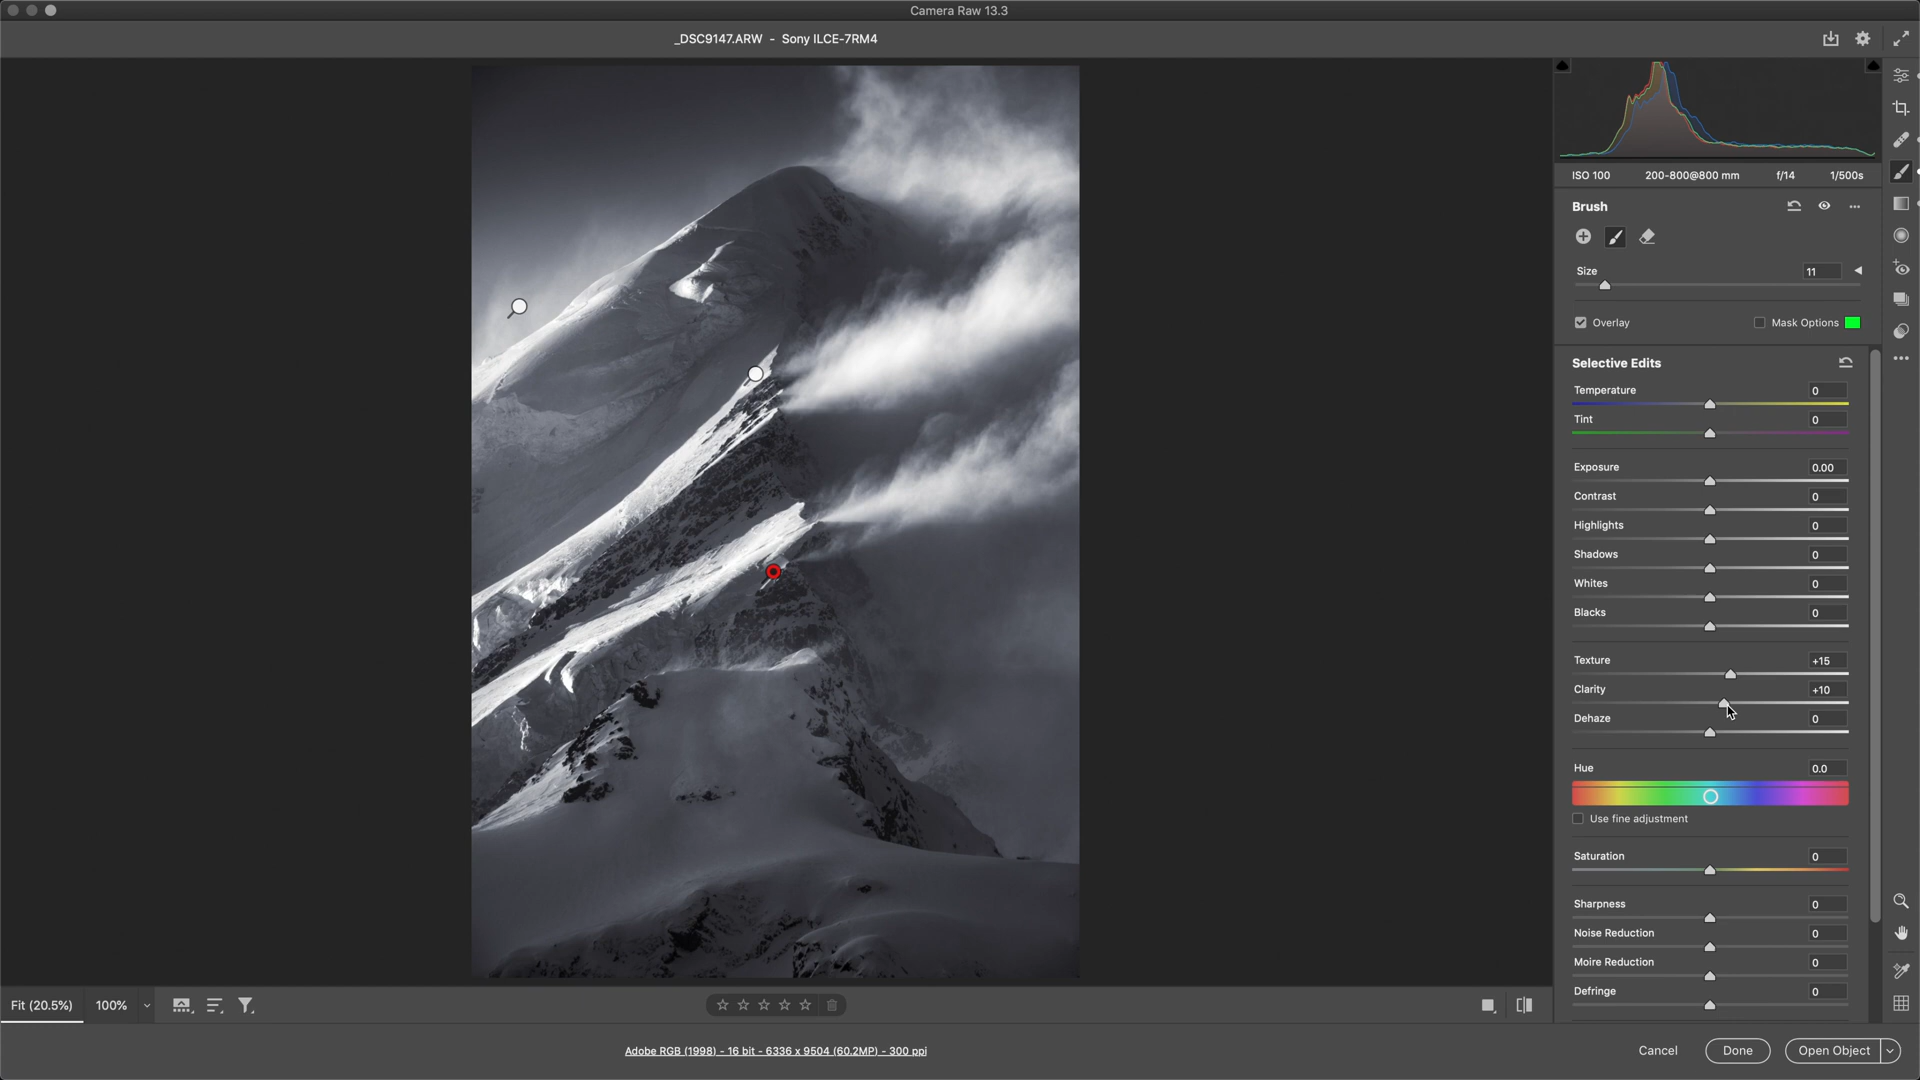 Camera Raw 13.3
_DSC9147.ARW - Sony ILCE-7RM4
ISO 100 200-800@800 mm f/14 1/500s
Brush
Size 11
Overlay Mask Options
Selective Edits
Temperature 0
Tint 0
Exposure 0.00
Contrast 0
Highlights 0
Shadows 0
Whites 0
Blacks 0
Texture +15
Clarity +10
Dehaze 0
Hue 0.0
Use fine adjustment
Saturation 0
Sharpness 0
Noise Reduction 0
Moire Reduction 0
Defringe 0
Fit (20.5%) 100%
Adobe RGB (1998) - 16 bit - 6336 x 9504 (60.2MP) - 300 ppi
Cancel Done Open Object